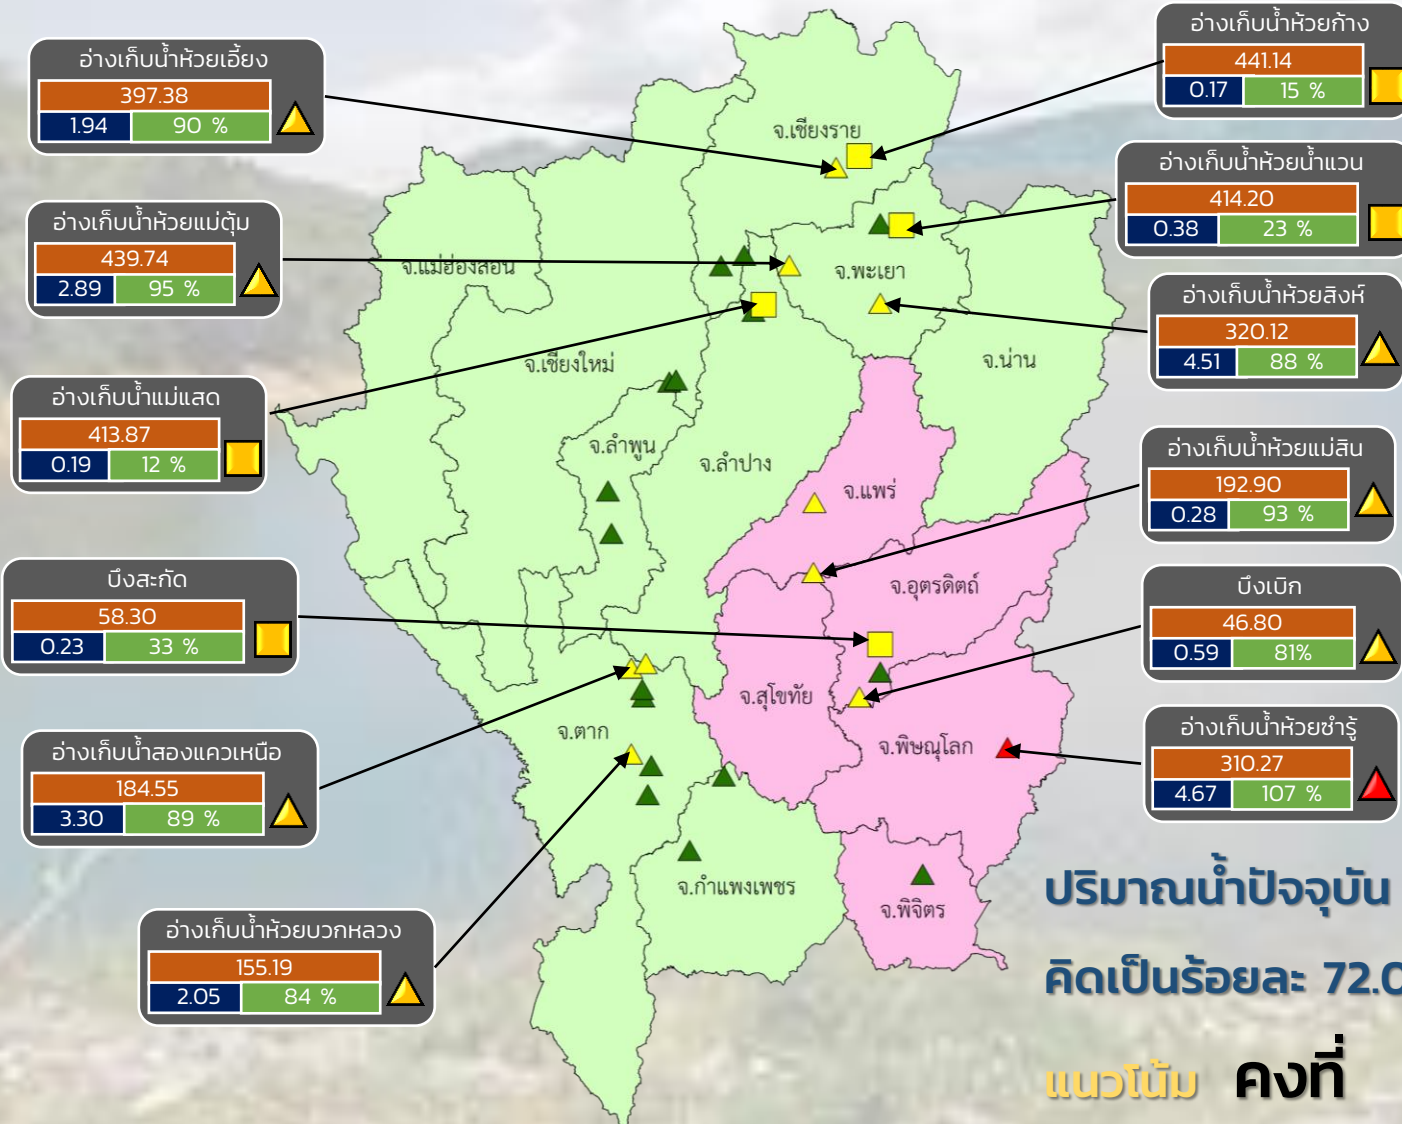 อ่างเก็บน้ำห้วยเอี้ยง
397.38
1.94 90 %
อ่างเก็บน้ำห้วยแม่ตุ้ม
439.74
2.89 95 %
อ่างเก็บน้ำแม่แสด
413.87
0.19 12 %
บึงสะกัด
58.30
0.23 33 %
อ่างเก็บน้ำสองแควเหนือ
184.55
3.30 89 %
อ่างเก็บน้ำห้วยบวกหลวง
155.19
2.05 84 %
จ.เชียงราย
จ.แม่ฮ่องสอน
จ.พะเยา
จ.น่าน
จ.เชียงใหม่
จ.ลำพูน
จ.ลำปาง
จ.แพร่
จ.อุตรดิตถ์
จ.สุโขทัย
จ.ตาก
จ.พิษณุโลก
จ.กำแพงเพชร
จ.พิจิตร
อ่างเก็บน้ำห้วยก้าง
441.14
0.17 15 %
อ่างเก็บน้ำห้วยน้ำแวน
414.20
0.38 23 %
อ่างเก็บน้ำห้วยสิงห์
320.12
4.51 88 %
อ่างเก็บน้ำห้วยแม่สิน
192.90
0.28 93 %
บึงเบิก
46.80
0.59 81%
อ่างเก็บน้ำห้วยซำรู้
310.27
4.67 107 %
ปริมาณน้ำปัจจุบัน
คิดเป็นร้อยละ 72.0
แนวโน้ม คงที่